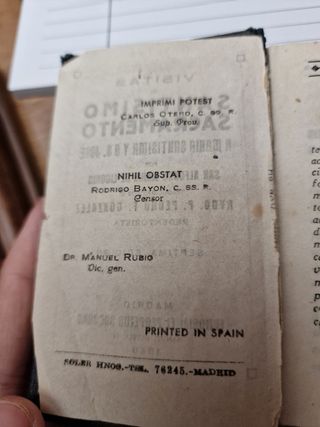 IMPRIMI POTEST
CARLOS OTERO, C. SS. R.
Sup. Prov.
NIHIL OBSTAT
RODRIGO BAYON, C. SS. R.
Censor
DR. MANUEL RUBIO
Vic. gen.
PRINTED IN SPAIN
SOLER HNOS.-TEL. 76245.-MADRID